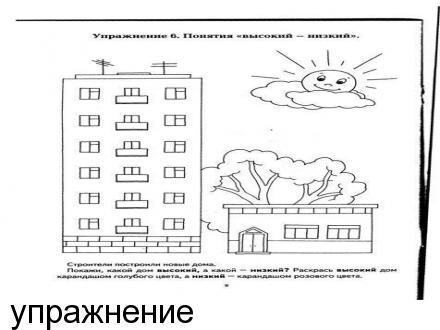 Упражнение 6. Понятия «высокий – низкий».
Строители построили новые дома.
Покажи, какой дом высокий, а какой — низкий? Раскрась высокий дом
карандашом голубого цвета, а низкий — карандашом розового цвета.
упражнение